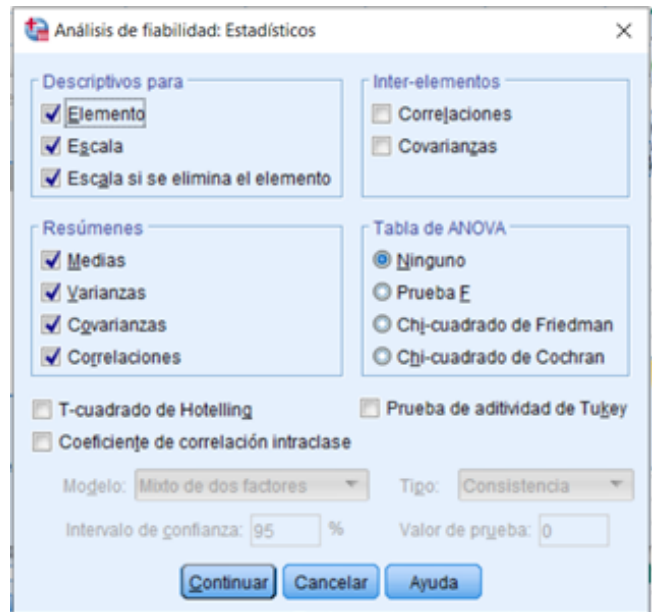 Análisis de fiabilidad: Estadísticos
Descriptivos para
Elemento
Escala
Escala si se elimina el elemento
Inter-elementos
Correlaciones
Covarianzas
Resúmenes
Medias
Varianzas
Covarianzas
Correlaciones
Tabla de ANOVA
Ninguno
Prueba F
Chi-cuadrado de Friedman
Chi-cuadrado de Cochran
T-cuadrado de Hotelling
Prueba de aditividad de Tukey
Coeficiente de correlación intraclase
Modelo: Mixto de dos factores Tipo: Consistencia
Intervalo de confianza: 95 % Valor de prueba: 0
Continuar Cancelar Ayuda